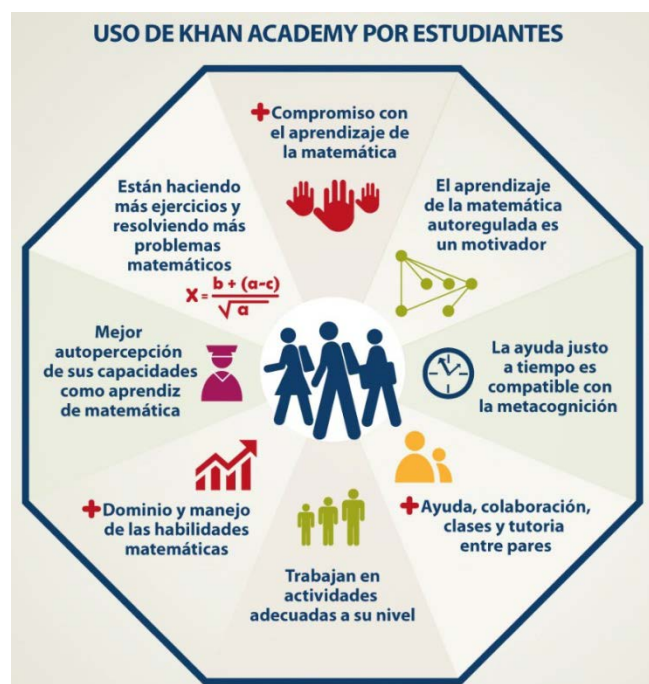 USO DE KHAN ACADEMY POR ESTUDIANTES
+Compromiso con
el aprendizaje de
la matemática
El aprendizaje
de la matemática
autoregulada es
un motivador
La ayuda justo
a tiempo es
compatible con
la metacognición
+Ayuda, colaboración,
clases y tutoria
entre pares
Trabajan en
actividades
adecuadas a su nivel
+Dominio y manejo
de las habilidades
matemáticas
Mejor
autopercepción
de sus capacidades
como aprendiz
de matemática
Están haciendo
más ejercicios y
resolviendo más
problemas
matemáticos
X = b + (a-c) / √a